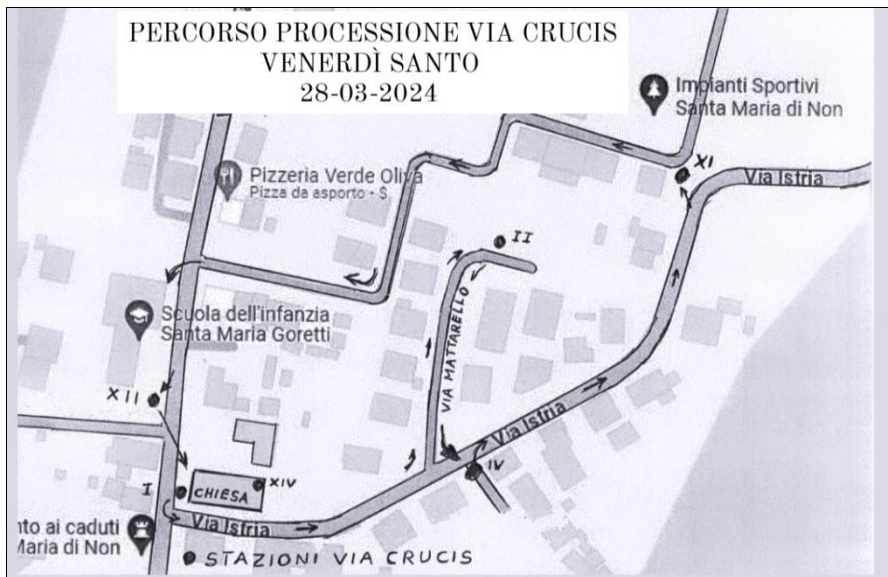 PERCORSO PROCESSIONE VIA CRUCIS
VENERDÌ SANTO
28-03-2024
Impianti Sportivi
Santa Maria di Non
XI
Via Istria
Pizzeria Verde Oliva
Pizza da asporto • $
II
VIA MATTARELLO
Scuola dell'infanzia
Santa Maria Goretti
XII
Via Istria
IV
XIV
I
CHIESA
Via Istria
nto ai caduti
Maria di Non
STAZIONI VIA CRUCIS